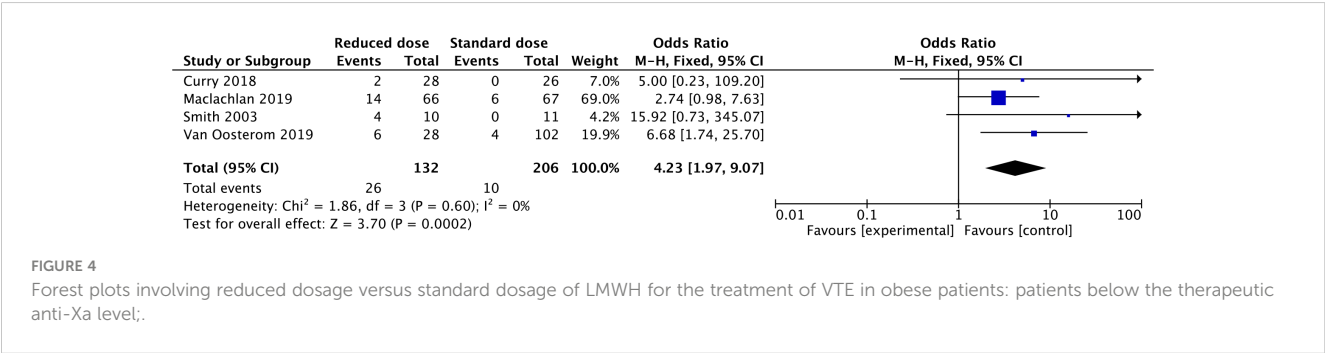 Reduced dose Standard dose Odds Ratio Odds Ratio
Study or Subgroup Events Total Events Total Weight M-H, Fixed, 95% CI M-H, Fixed, 95% CI
Curry 2018 2 28 0 26 7.0% 5.00 [0.23, 109.20]
Maclachlan 2019 14 66 6 67 69.0% 2.74 [0.98, 7.63]
Smith 2003 4 10 0 11 4.2% 15.92 [0.73, 345.07]
Van Oosterom 2019 6 28 4 102 19.9% 6.68 [1.74, 25.70]
Total (95% CI) 132 206 100.0% 4.23 [1.97, 9.07]
Total events 26 10
Heterogeneity: Chi² = 1.86, df = 3 (P = 0.60); I² = 0%
Test for overall effect: Z = 3.70 (P = 0.0002)
0.01 0.1 1 10 100
Favours [experimental] Favours [control]
FIGURE 4
Forest plots involving reduced dosage versus standard dosage of LMWH for the treatment of VTE in obese patients: patients below the therapeutic
anti-Xa level;.